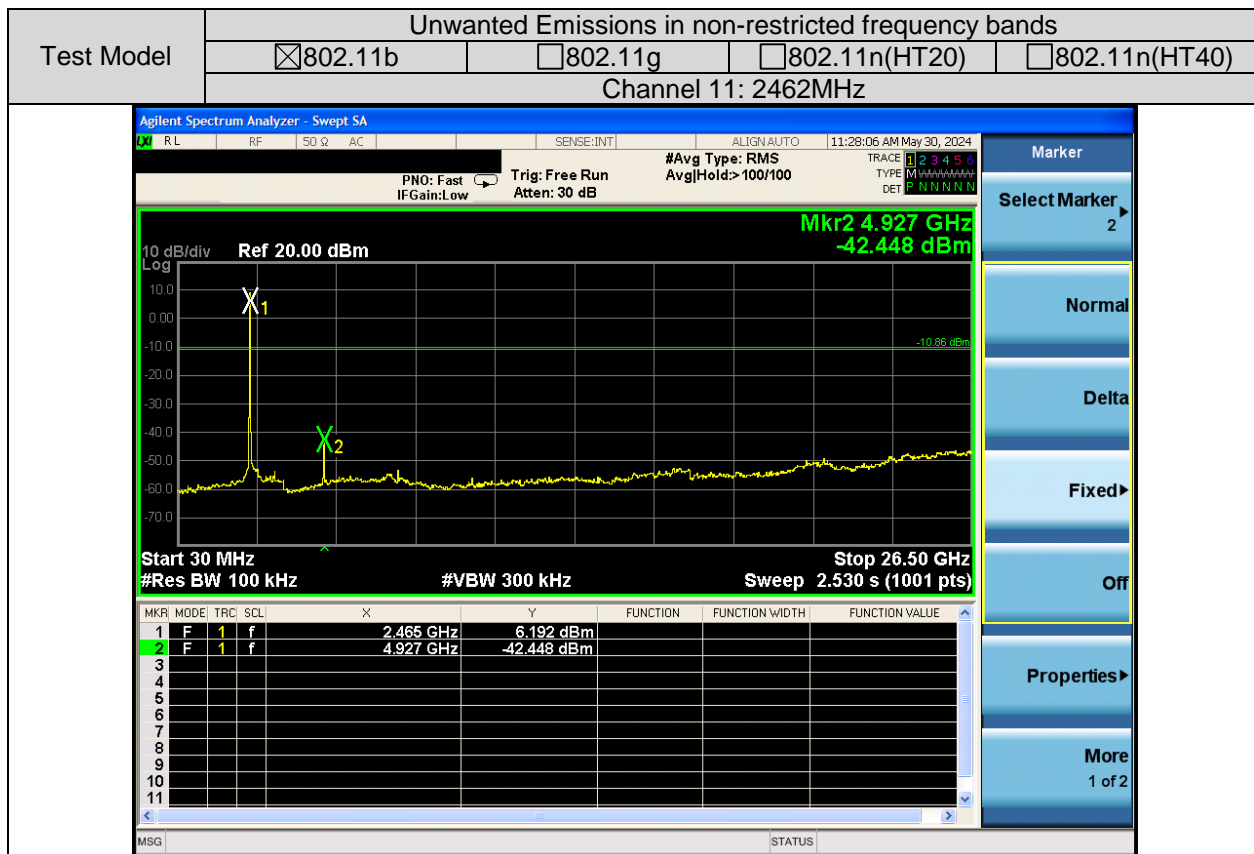 Unwanted Emissions in non-restricted frequency bands
Test Model
☒802.11b ☐802.11g ☐802.11n(HT20) ☐802.11n(HT40)
Channel 11: 2462MHz
Agilent Spectrum Analyzer - Swept SA
LXI RL RF 50 Ω AC SENSE:INT ALIGN AUTO 11:28:06 AM May 30, 2024
PNO: Fast
IFGain:Low
Trig: Free Run
Atten: 30 dB
#Avg Type: RMS
Avg|Hold:>100/100
TRACE 1 2 3 4 5 6
TYPE M WWWWW
DET P N N N N N
Mkr2 4.927 GHz
-42.448 dBm
10 dB/div Ref 20.00 dBm
Log
10.0
0.00
-10.0
-20.0
-30.0
-40.0
-50.0
-60.0
-70.0
1
2
-10.86 dBm
Start 30 MHz Stop 26.50 GHz
#Res BW 100 kHz #VBW 300 kHz Sweep 2.530 s (1001 pts)
MKR MODE TRC SCL X Y FUNCTION FUNCTION WIDTH FUNCTION VALUE
1 F 1 f 2.465 GHz 6.192 dBm
2 F 1 f 4.927 GHz -42.448 dBm
3
4
5
6
7
8
9
10
11
MSG STATUS
Marker
Select Marker
2
Normal
Delta
Fixed
Off
Properties
More
1 of 2